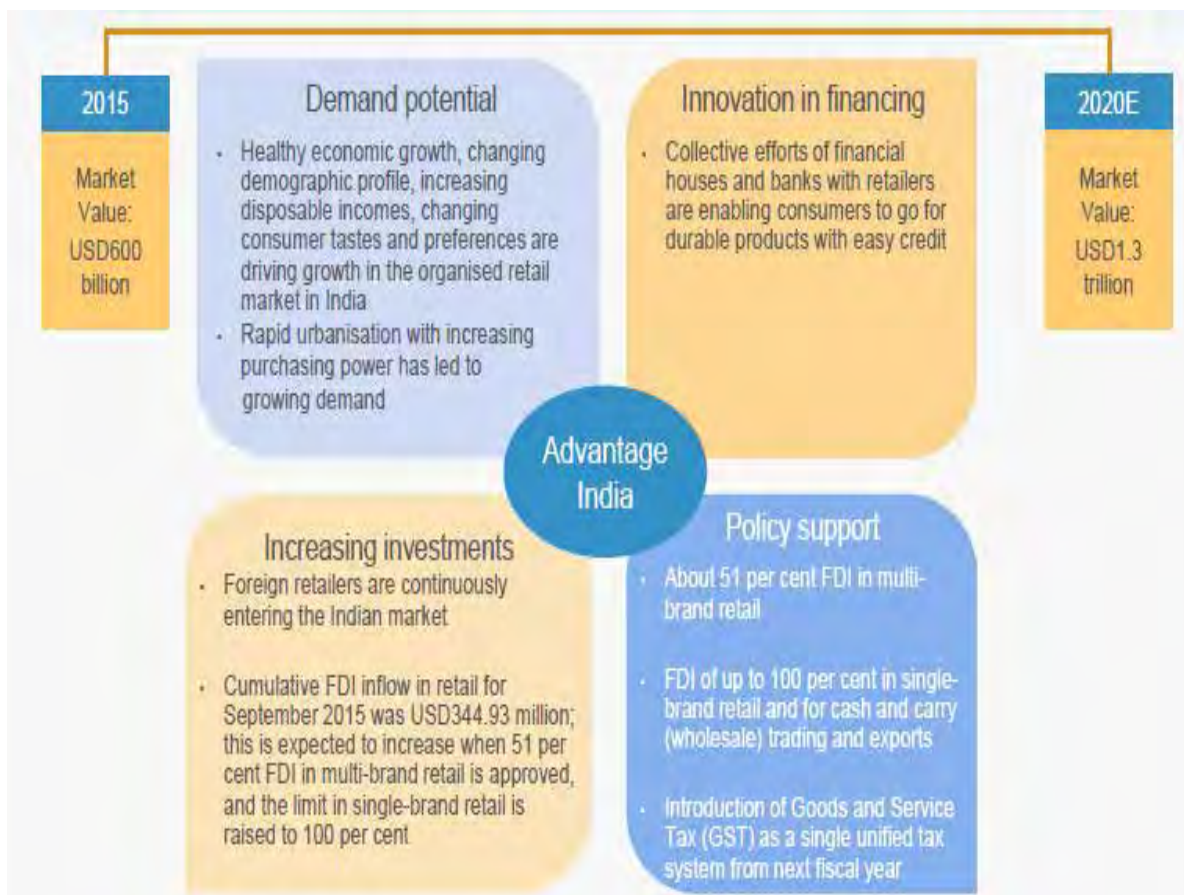 2015
Market
Value:
USD600
billion
Demand potential
• Healthy economic growth, changing
demographic profile, increasing
disposable incomes, changing
consumer tastes and preferences are
driving growth in the organised retail
market in India
• Rapid urbanisation with increasing
purchasing power has led to
growing demand
Innovation in financing
• Collective efforts of financial
houses and banks with retailers
are enabling consumers to go for
durable products with easy credit
2020E
Market
Value:
USD1.3
trillion
Advantage
India
Increasing investments
• Foreign retailers are continuously
entering the Indian market
• Cumulative FDI inflow in retail for
September 2015 was USD344.93 million;
this is expected to increase when 51 per
cent FDI in multi-brand retail is approved,
and the limit in single-brand retail is
raised to 100 per cent
Policy support
• About 51 per cent FDI in multi-
brand retail
• FDI of up to 100 per cent in single-
brand retail and for cash and carry
(wholesale) trading and exports
• Introduction of Goods and Service
Tax (GST) as a single unified tax
system from next fiscal year